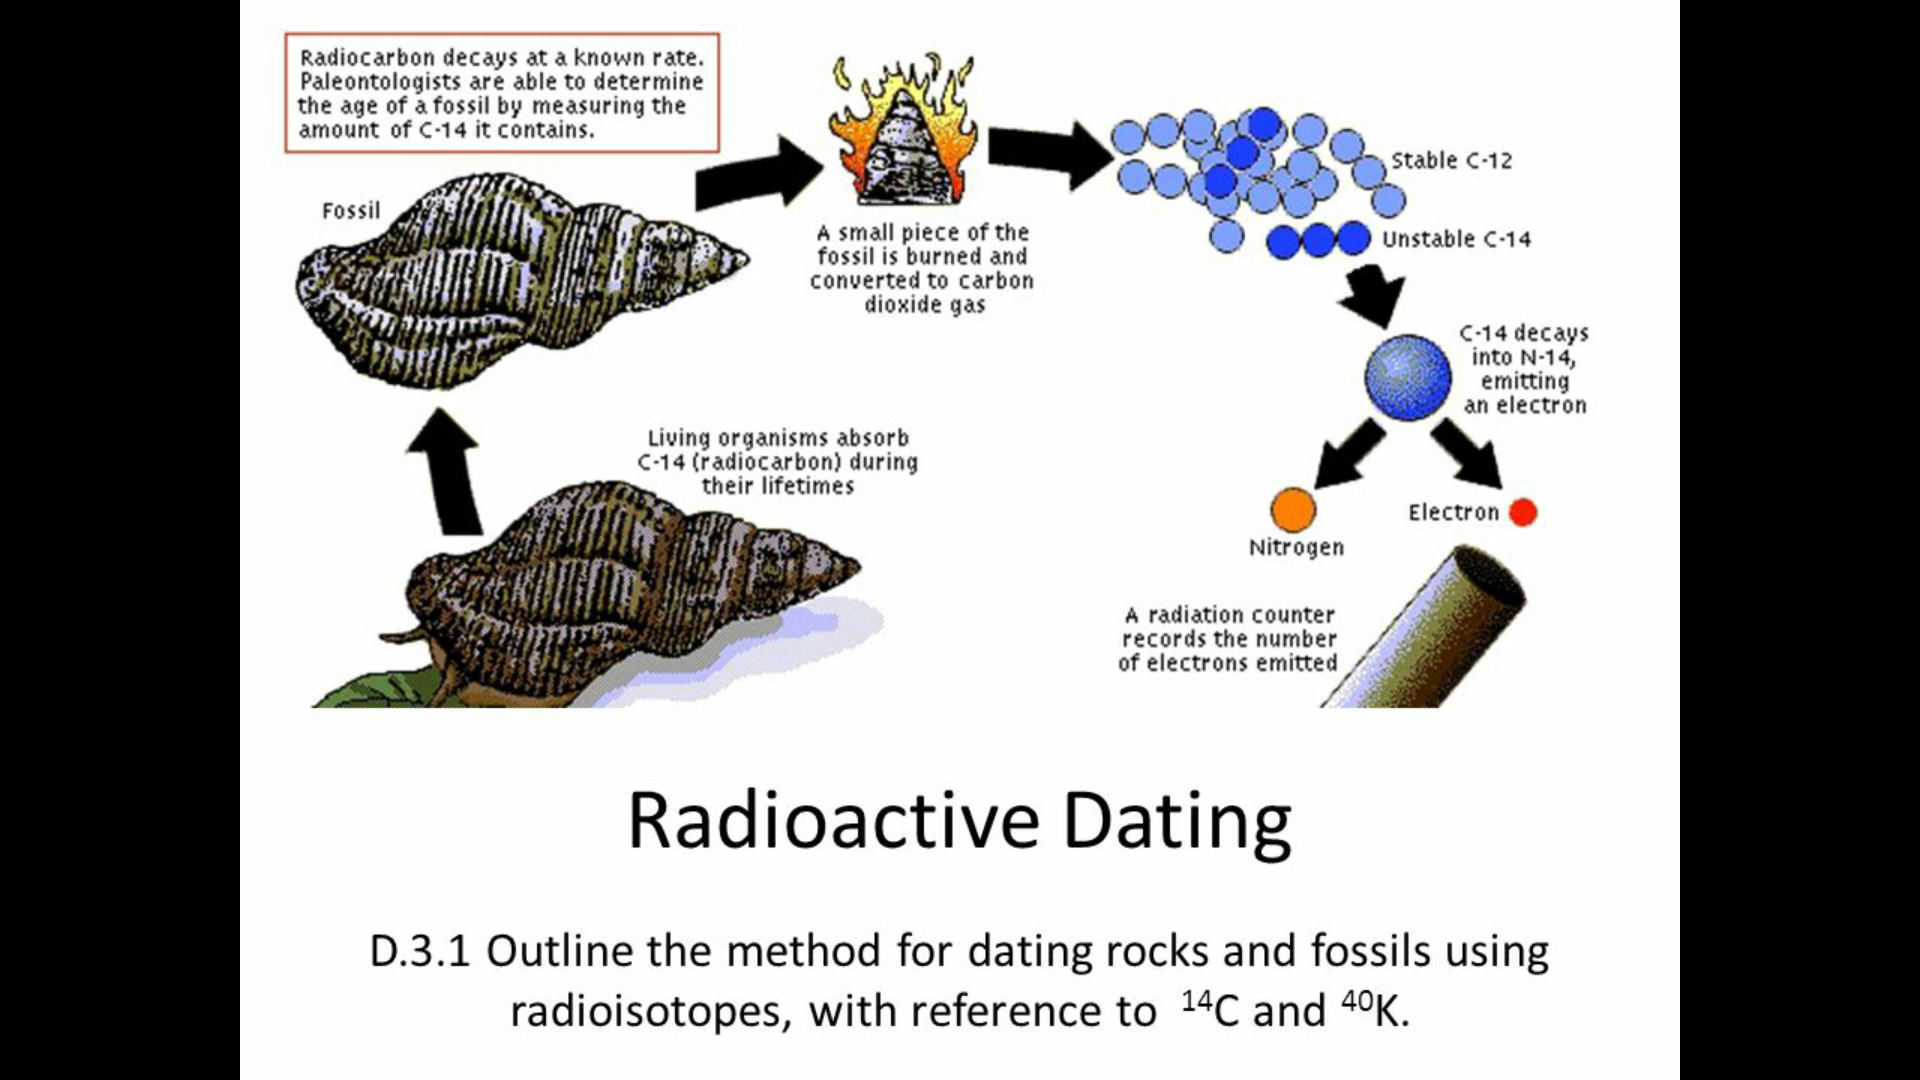 Radiocarbon decays at a known rate.
Paleontologists are able to determine
the age of a fossil by measuring the
amount of C-14 it contains.
Fossil
A small piece of the
fossil is burned and
converted to carbon
dioxide gas
Stable C-12
Unstable C-14
C-14 decays
into N-14,
emitting
an electron
Living organisms absorb
C-14 (radiocarbon) during
their lifetimes
Nitrogen
Electron
A radiation counter
records the number
of electrons emitted
Radioactive Dating
D.3.1 Outline the method for dating rocks and fossils using
radioisotopes, with reference to ¹⁴C and ⁴⁰K.